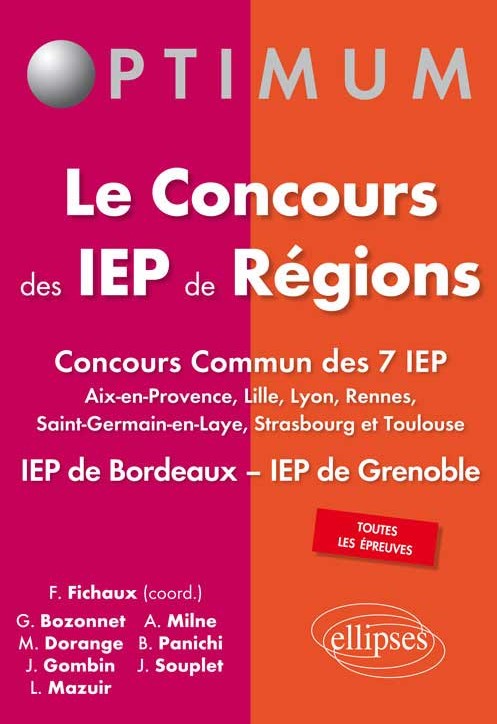 OPTIMUM
Le Concours
des IEP de Régions
Concours Commun des 7 IEP
Aix-en-Provence, Lille, Lyon, Rennes,
Saint-Germain-en-Laye, Strasbourg et Toulouse
IEP de Bordeaux – IEP de Grenoble
TOUTES
LES ÉPREUVES
F. Fichaux (coord.)
G. Bozonnet A. Milne
M. Dorange B. Panichi
J. Gombin J. Souplet
L. Mazuir
ellipses